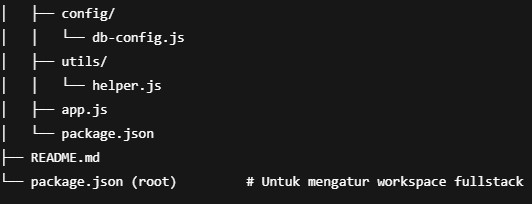 │   ├── config/
│   │   └── db-config.js
│   ├── utils/
│   │   └── helper.js
│   ├── app.js
│   └── package.json
├── README.md
└── package.json (root)          # Untuk mengatur workspace fullstack